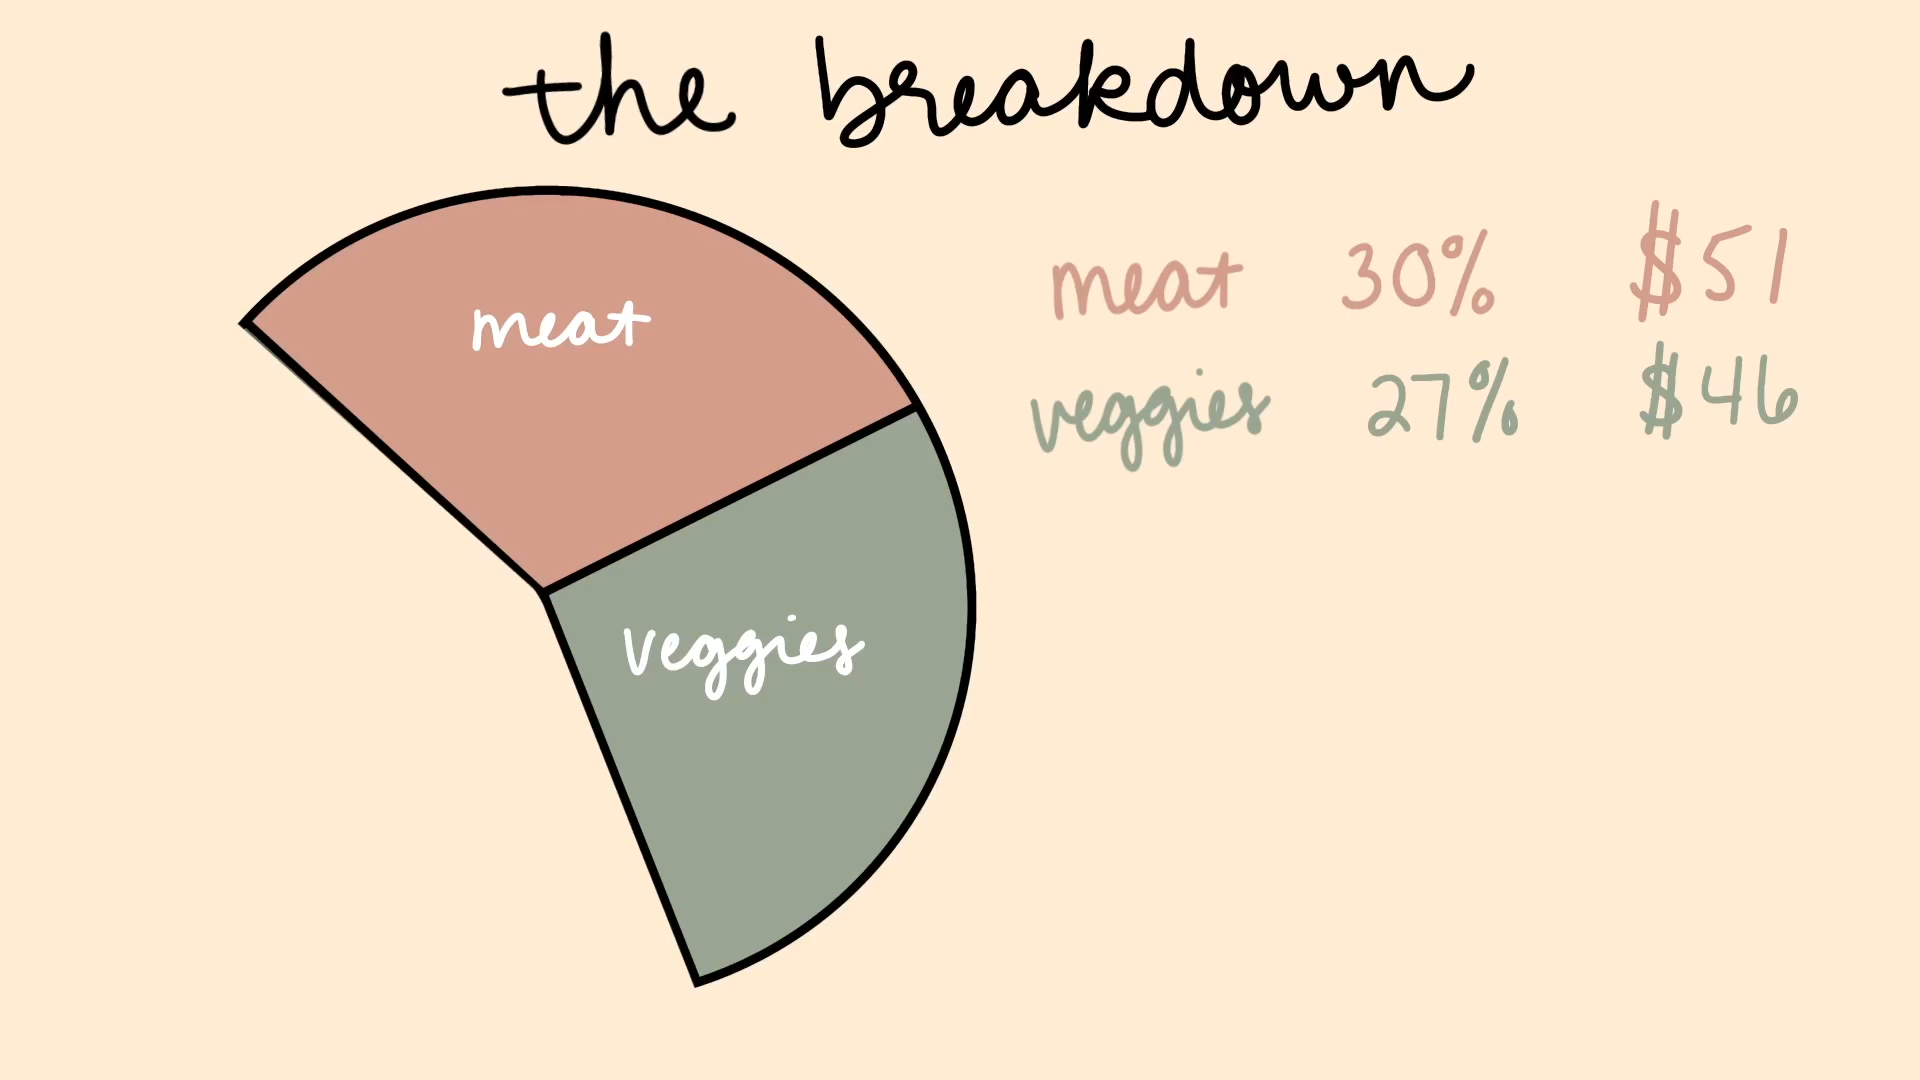 the breakdown
meat 30% $51
veggies 27% $46
meat
veggies